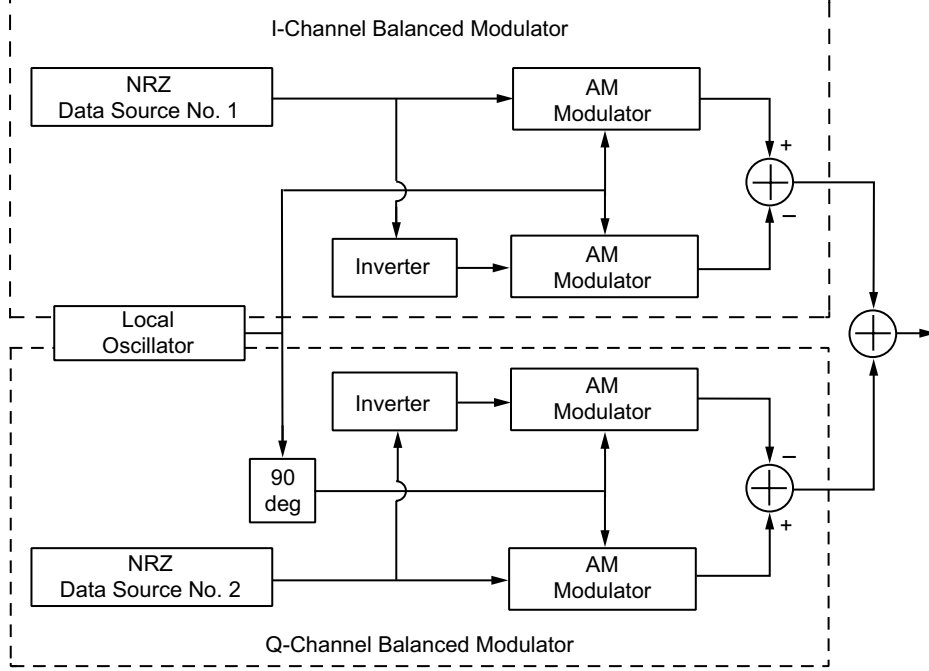 I-Channel Balanced Modulator
NRZ
Data Source No. 1
AM
Modulator
+
−
Inverter
AM
Modulator
Local
Oscillator
Inverter
AM
Modulator
−
90
deg
+
NRZ
Data Source No. 2
AM
Modulator
Q-Channel Balanced Modulator